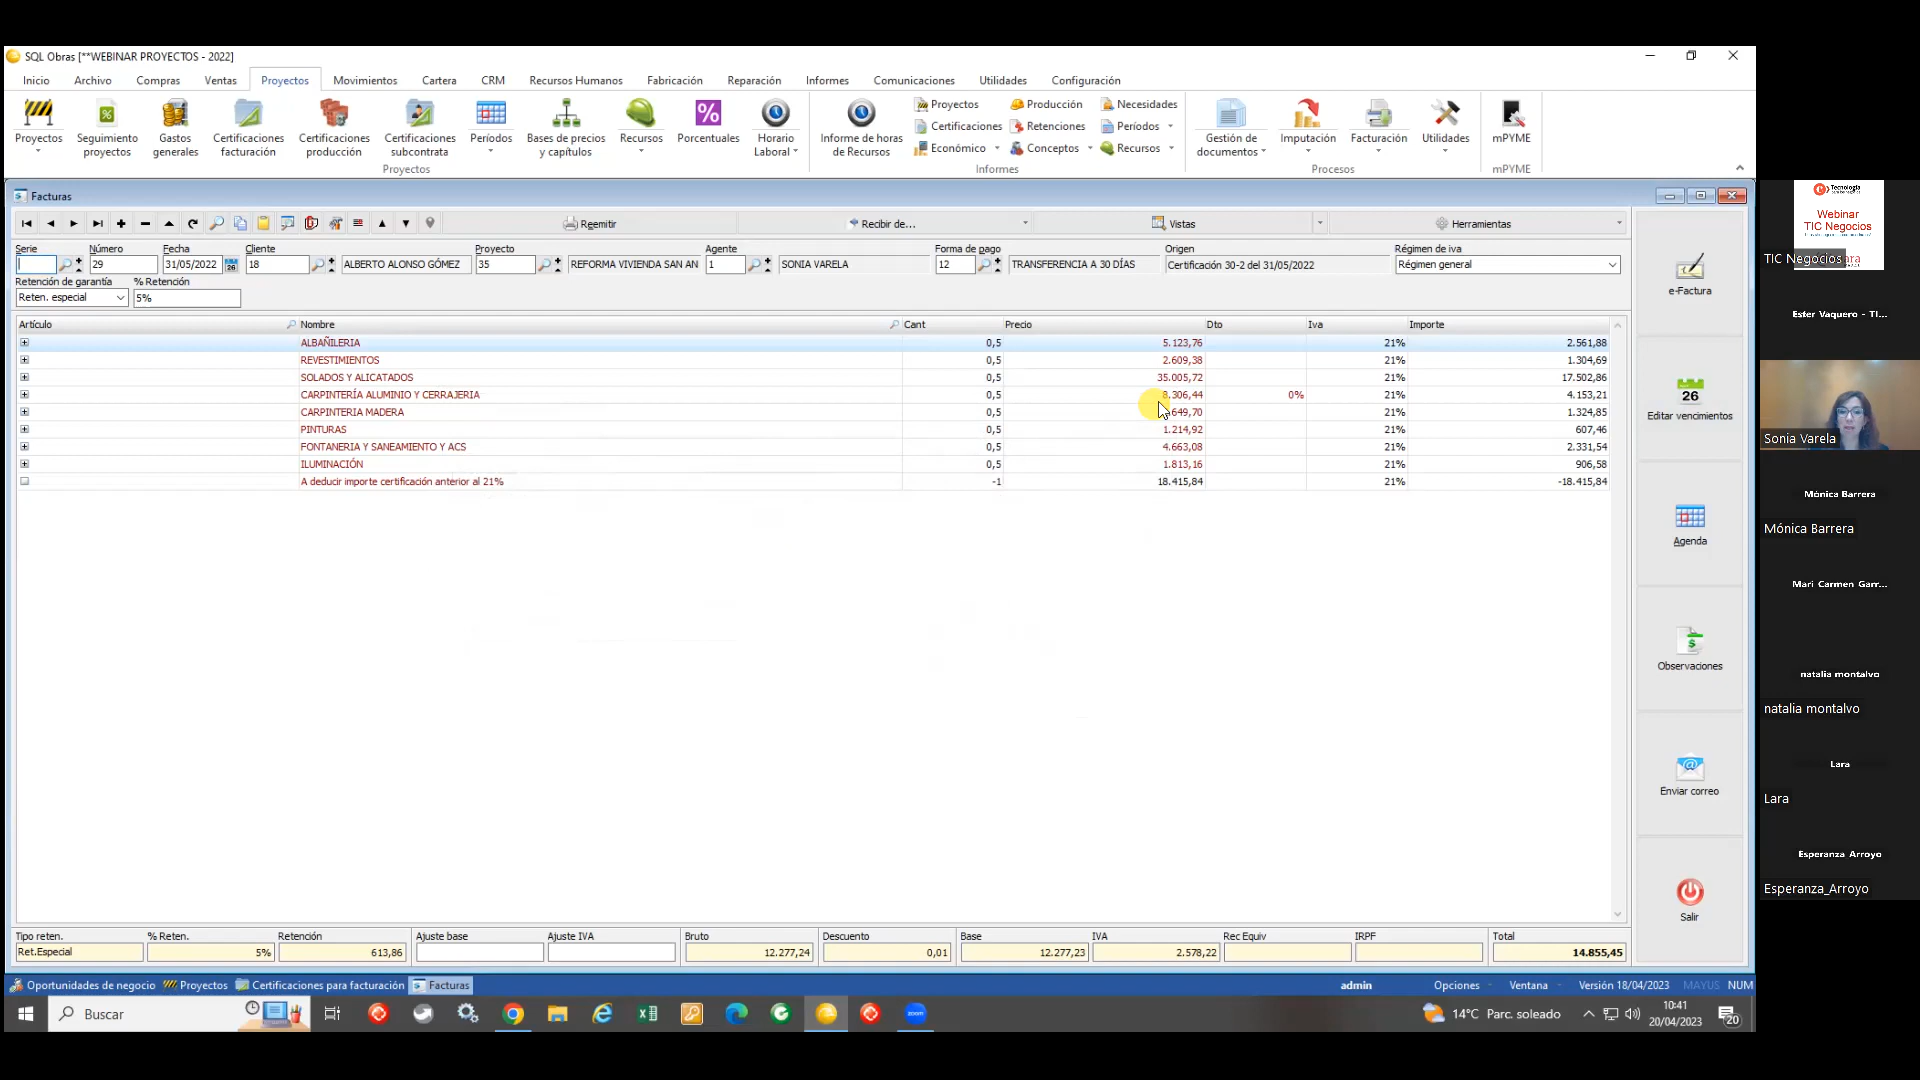 SQL Obras [**WEBINAR PROYECTOS - 2022]
Inicio Archivo Compras Ventas Proyectos Movimientos Cartera CRM Recursos Humanos Fabricación Reparación Informes Comunicaciones Utilidades Configuración
Proyectos
Seguimiento proyectos
Gastos generales
Certificaciones facturación
Certificaciones producción
Certificaciones subcontrata
Períodos
Bases de precios y capítulos
Recursos
Porcentuales
Horario Laboral
Informe de horas de Recursos
Proyectos Producción Necesidades
Certificaciones Retenciones Períodos
Económico Conceptos Recursos
Gestión de documentos
Imputación
Facturación
Utilidades
mPYME
Proyectos Informes Procesos mPYME
Facturas
Reemitir Recibir de... Vistas Herramientas
Serie Número Fecha Cliente Proyecto Agente Forma de pago Origen Régimen de iva
29 31/05/2022 26 18 ALBERTO ALONSO GÓMEZ 35 REFORMA VIVIENDA SAN AN 1 SONIA VARELA 12 TRANSFERENCIA A 30 DÍAS Certificación 30-2 del 31/05/2022 Régimen general
Retención de garantía % Retención
Reten. especial 5%
Artículo Nombre Cant Precio Dto Iva Importe
ALBAÑILERIA 0,5 5.123,76 21% 2.561,88
REVESTIMIENTOS 0,5 2.609,38 21% 1.304,69
SOLADOS Y ALICATADOS 0,5 35.005,72 21% 17.502,86
CARPINTERÍA ALUMINIO Y CERRAJERIA 0,5 8.306,44 0% 21% 4.153,21
CARPINTERIA MADERA 0,5 649,70 21% 1.324,85
PINTURAS 0,5 1.214,92 21% 607,46
FONTANERIA Y SANEAMIENTO Y ACS 0,5 4.663,08 21% 2.331,54
ILUMINACIÓN 0,5 1.813,16 21% 906,58
A deducir importe certificación anterior al 21% -1 18.415,84 21% -18.415,84
e-Factura
26
Editar vencimientos
Agenda
Observaciones
Enviar correo
Salir
Tipo reten. % Reten. Retención Ajuste base Ajuste IVA Bruto Descuento Base IVA Rec Equiv IRPF Total
Ret.Especial 5% 613,86 12.277,24 0,01 12.277,23 2.578,22 14.855,45
Oportunidades de negocio Proyectos Certificaciones para facturación Facturas admin Opciones Ventana Versión 18/04/2023 MAYUS NUM
Buscar zoom 14°C Parc. soleado 10:41
20/04/2023 20
Tecnología
Webinar
TIC Negocios
TIC Negocios
Ester Vaquero - TI...
Sonia Varela
Mónica Barrera
Mónica Barrera
Mari Carmen Garr...
natalia montalvo
natalia montalvo
Lara
Lara
Esperanza Arroyo
Esperanza_Arroyo